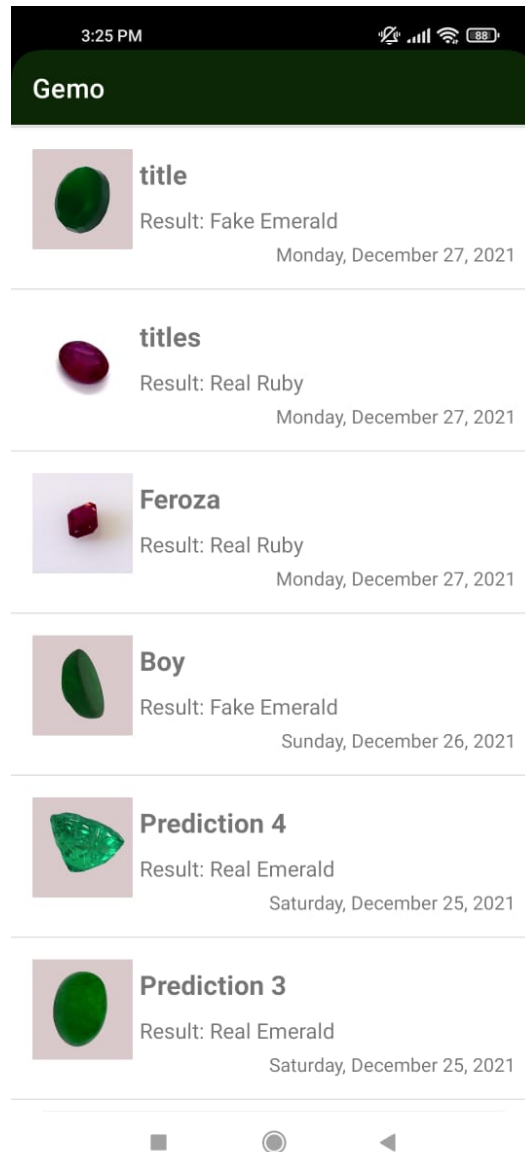 3:25 PM
88
Gemo
title
Result: Fake Emerald
Monday, December 27, 2021
titles
Result: Real Ruby
Monday, December 27, 2021
Feroza
Result: Real Ruby
Monday, December 27, 2021
Boy
Result: Fake Emerald
Sunday, December 26, 2021
Prediction 4
Result: Real Emerald
Saturday, December 25, 2021
Prediction 3
Result: Real Emerald
Saturday, December 25, 2021